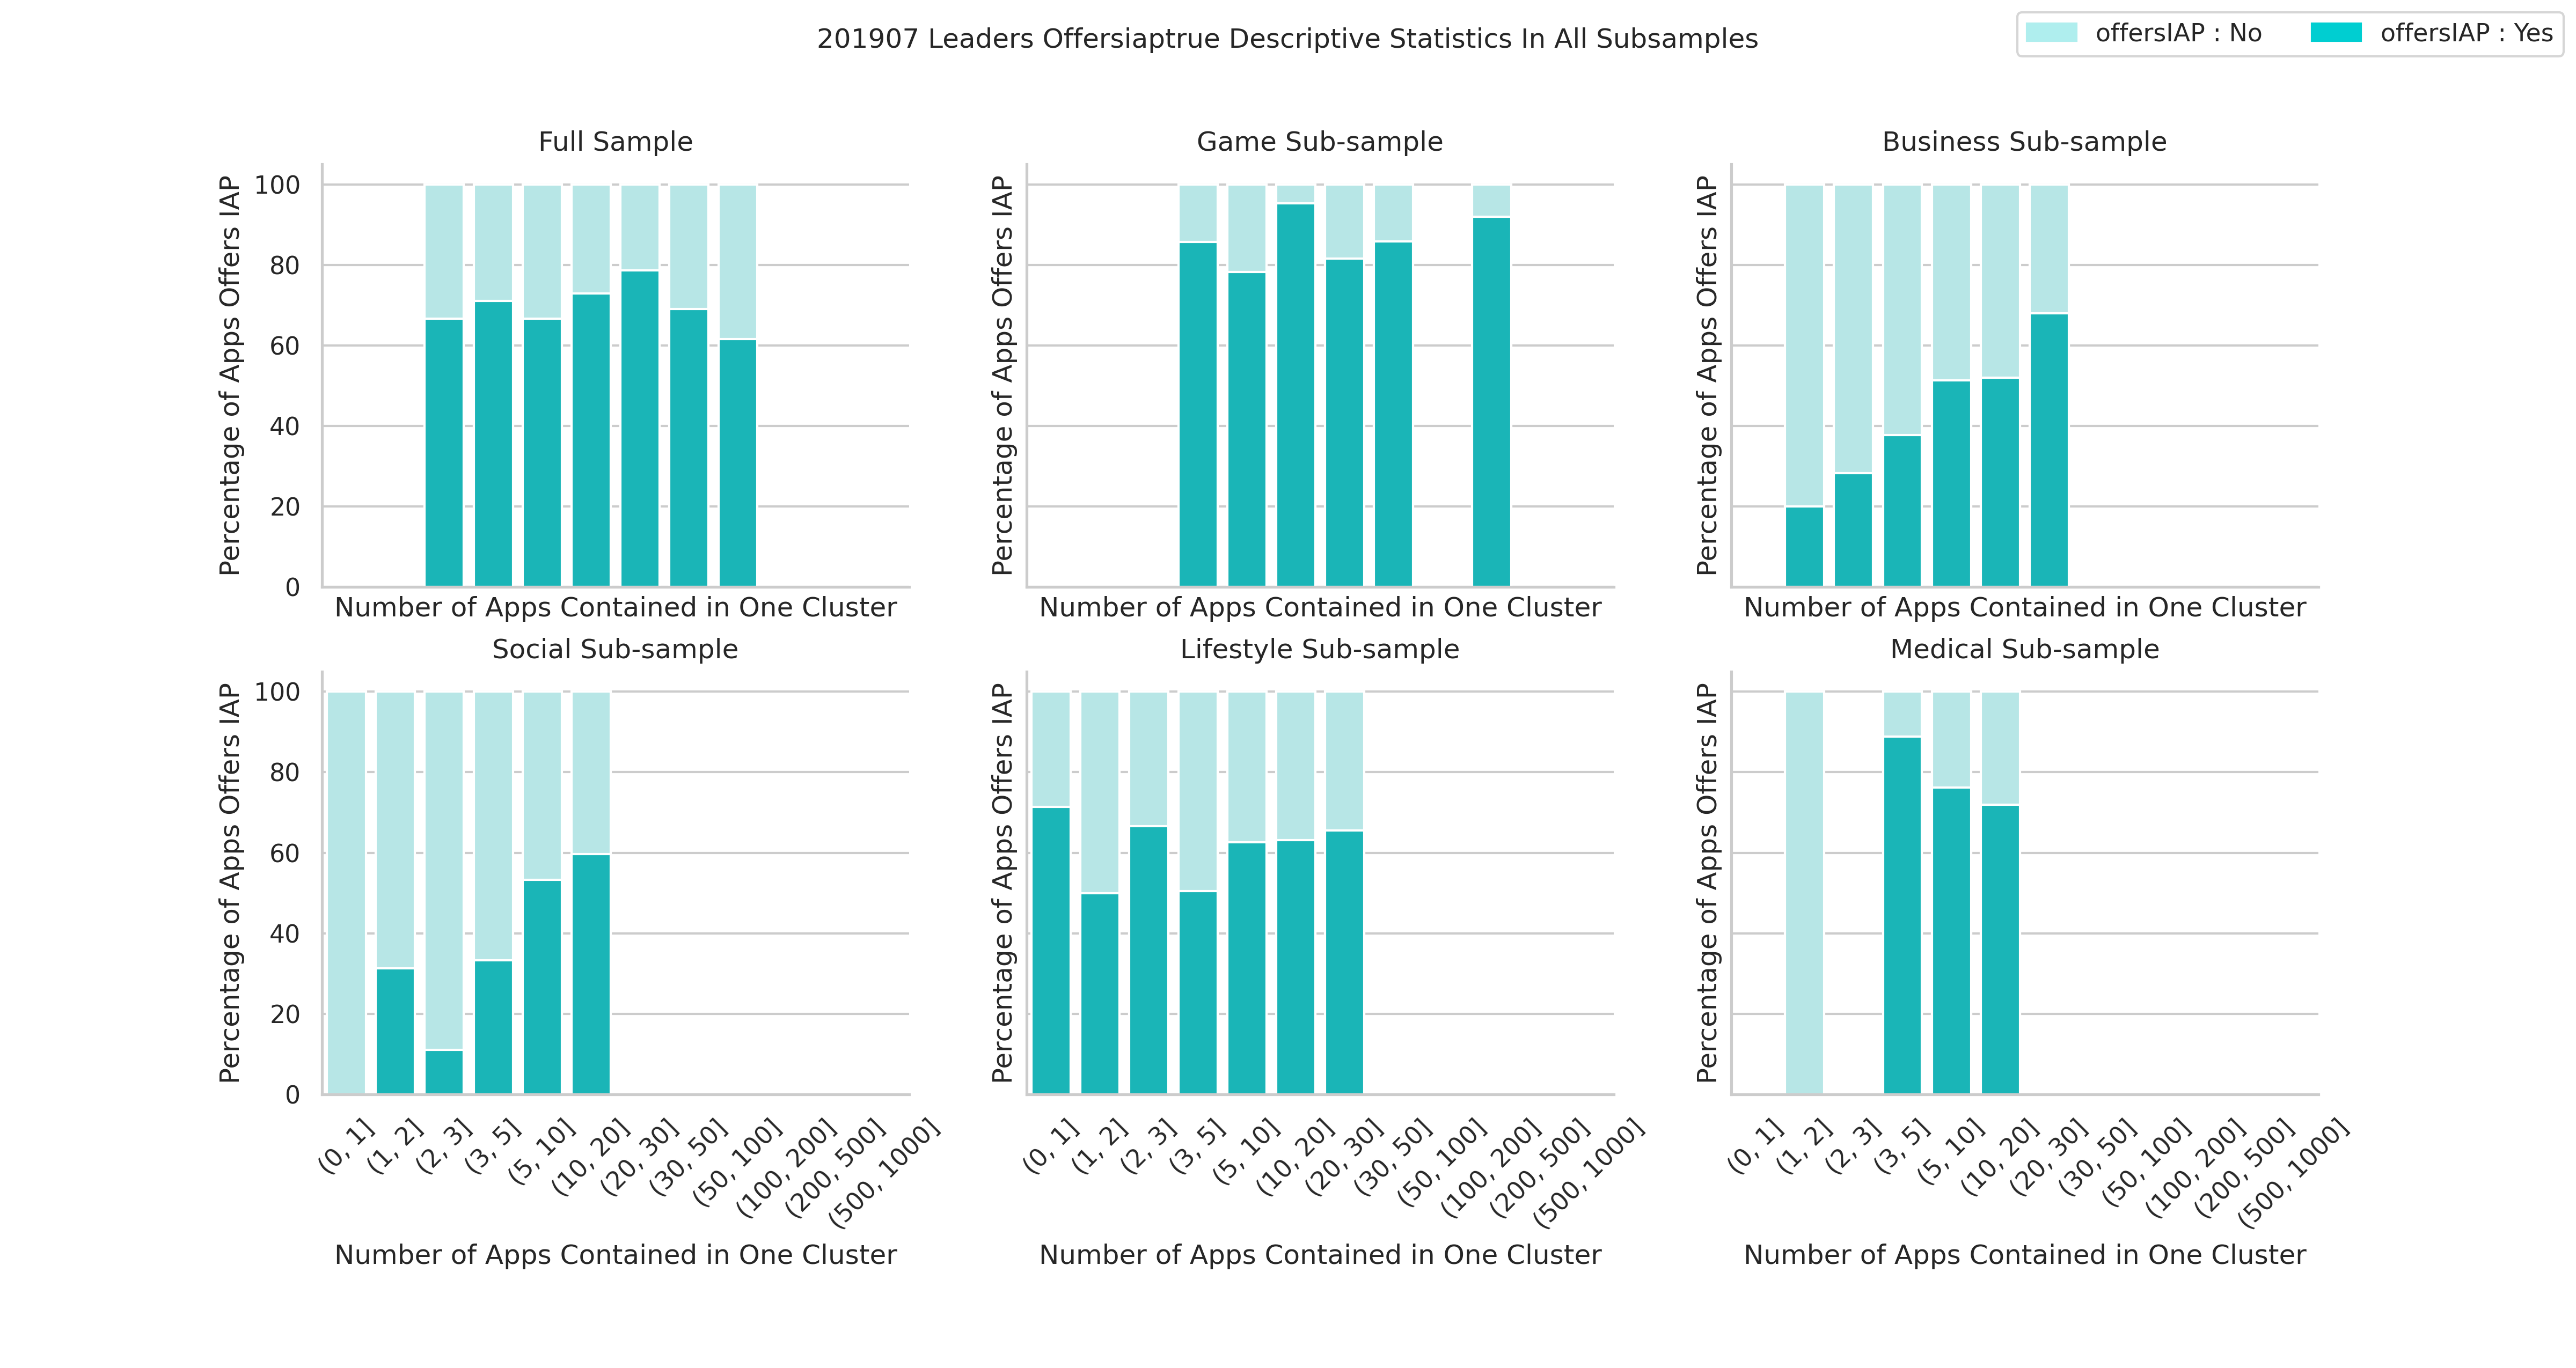 201907 Leaders Offersiaptrue Descriptive Statistics In All Subsamples
offersIAP : No
offersIAP : Yes
Full Sample
Game Sub-sample
Business Sub-sample
Percentage of Apps Offers IAP
100
80
60
40
20
0
Percentage of Apps Offers IAP
Percentage of Apps Offers IAP
Number of Apps Contained in One Cluster
Number of Apps Contained in One Cluster
Number of Apps Contained in One Cluster
Social Sub-sample
Lifestyle Sub-sample
Medical Sub-sample
Percentage of Apps Offers IAP
100
80
60
40
20
0
Percentage of Apps Offers IAP
Percentage of Apps Offers IAP
(0, 1]
(1, 2]
(2, 3]
(3, 5]
(5, 10]
(10, 20]
(20, 30]
(30, 50]
(50, 100]
(100, 200]
(200, 500]
(500, 1000]
(0, 1]
(1, 2]
(2, 3]
(3, 5]
(5, 10]
(10, 20]
(20, 30]
(30, 50]
(50, 100]
(100, 200]
(200, 500]
(500, 1000]
(0, 1]
(1, 2]
(2, 3]
(3, 5]
(5, 10]
(10, 20]
(20, 30]
(30, 50]
(50, 100]
(100, 200]
(200, 500]
(500, 1000]
Number of Apps Contained in One Cluster
Number of Apps Contained in One Cluster
Number of Apps Contained in One Cluster